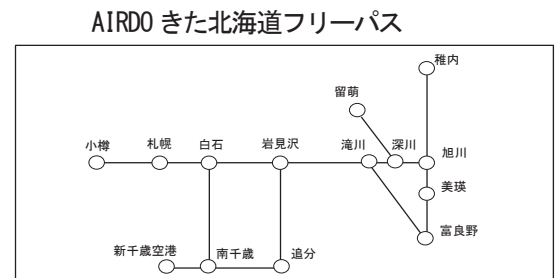 AIRDO きた北海道フリーパス
稚内
留萌
小樽
札幌
白石
岩見沢
滝川
深川
旭川
美瑛
富良野
新千歳空港
南千歳
追分